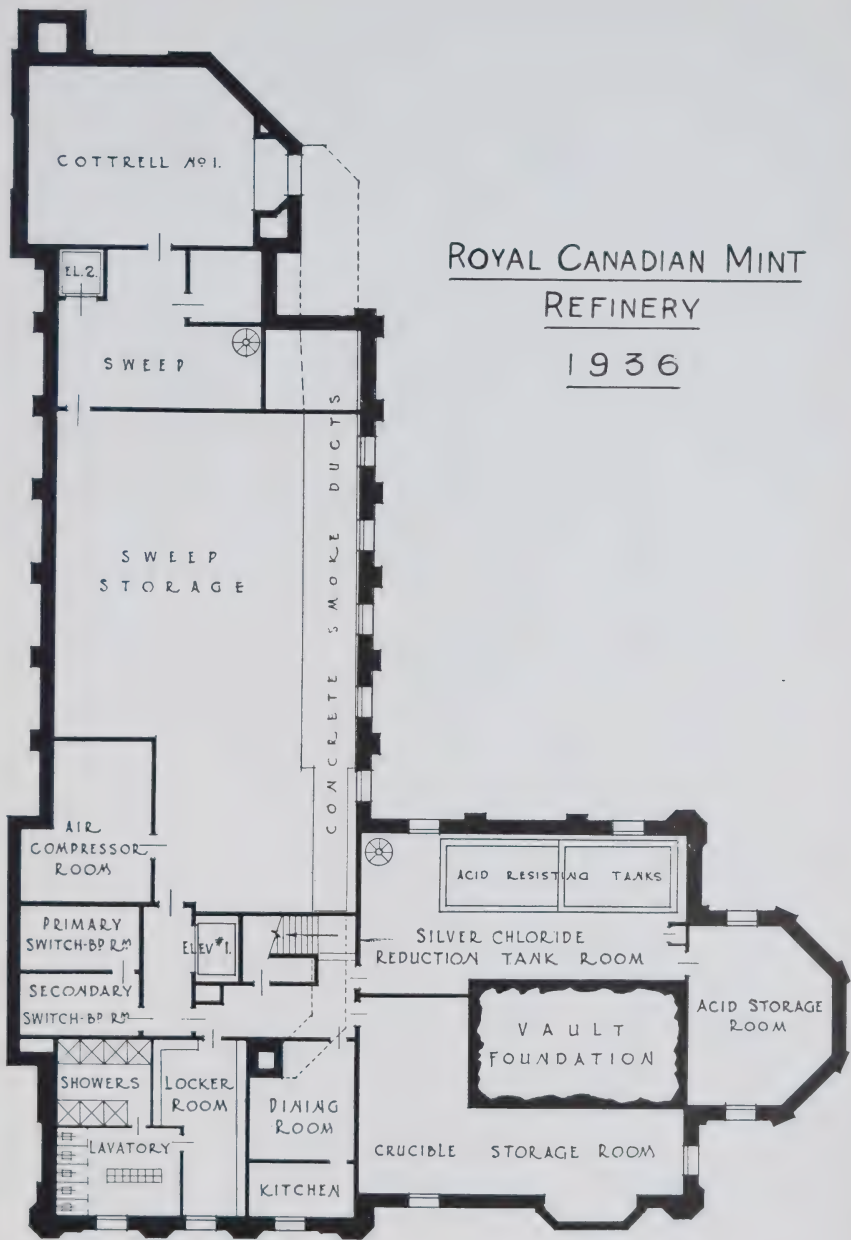 ROYAL CANADIAN MINT
REFINERY
1936
COTTRELL No 1.
EL.2.
SWEEP
SWEEP
STORAGE
CONCRETE SMOKE DUCTS
AIR
COMPRESSOR
ROOM
PRIMARY
SWITCH-BD RM
SECONDARY
SWITCH-BD RM
ELEV #1.
ACID RESISTING TANKS
SILVER CHLORIDE
REDUCTION TANK ROOM
ACID STORAGE
ROOM
VAULT
FOUNDATION
SHOWERS
LOCKER
ROOM
DINING
ROOM
LAVATORY
CRUCIBLE STORAGE ROOM
KITCHEN